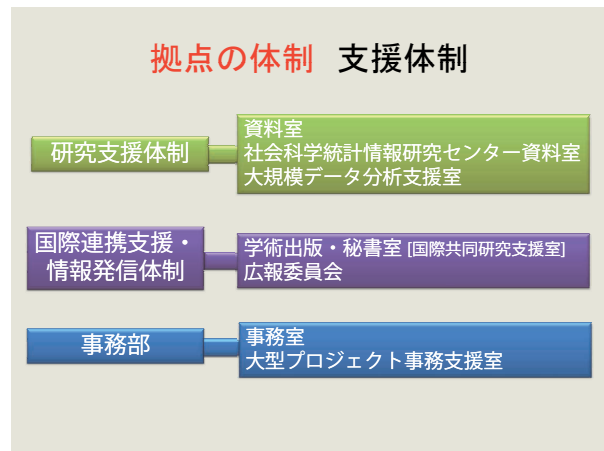 拠点の体制　支援体制
研究支援体制
資料室
社会科学統計情報研究センター資料室
大規模データ分析支援室
国際連携支援・
情報発信体制
学術出版・秘書室 [国際共同研究支援室]
広報委員会
事務部
事務室
大型プロジェクト事務支援室